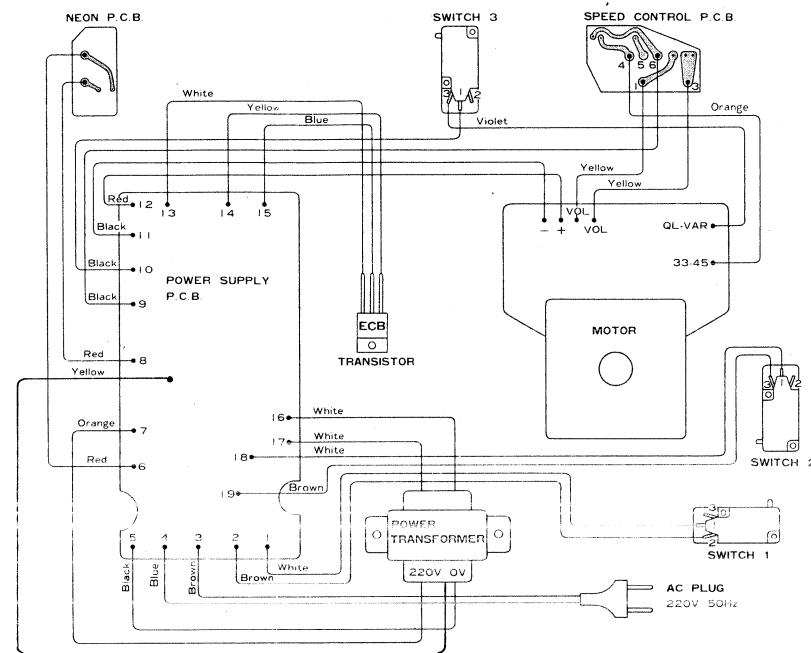 NEON P.C.B.
SWITCH 3
SPEED CONTROL P.C.B.
4 5 6
1 3
3 1 2
White
Yellow
Blue
Violet
Orange
Yellow
Yellow
Red
12
13
14
15
Black
11
Black
10
Black
9
POWER SUPPLY
P.C.B.
- + VOL VOL
QL-VAR
33-45
ECB
TRANSISTOR
MOTOR
Red
8
Yellow
Orange
7
Red
6
16
White
17
White
18
White
19
Brown
3 1 2
SWITCH 2
5 4 3 2 1
POWER
TRANSFORMER
220V 0V
3
1
2
SWITCH 1
White
Brown
Black
Blue
Brown
AC PLUG
220V 50Hz